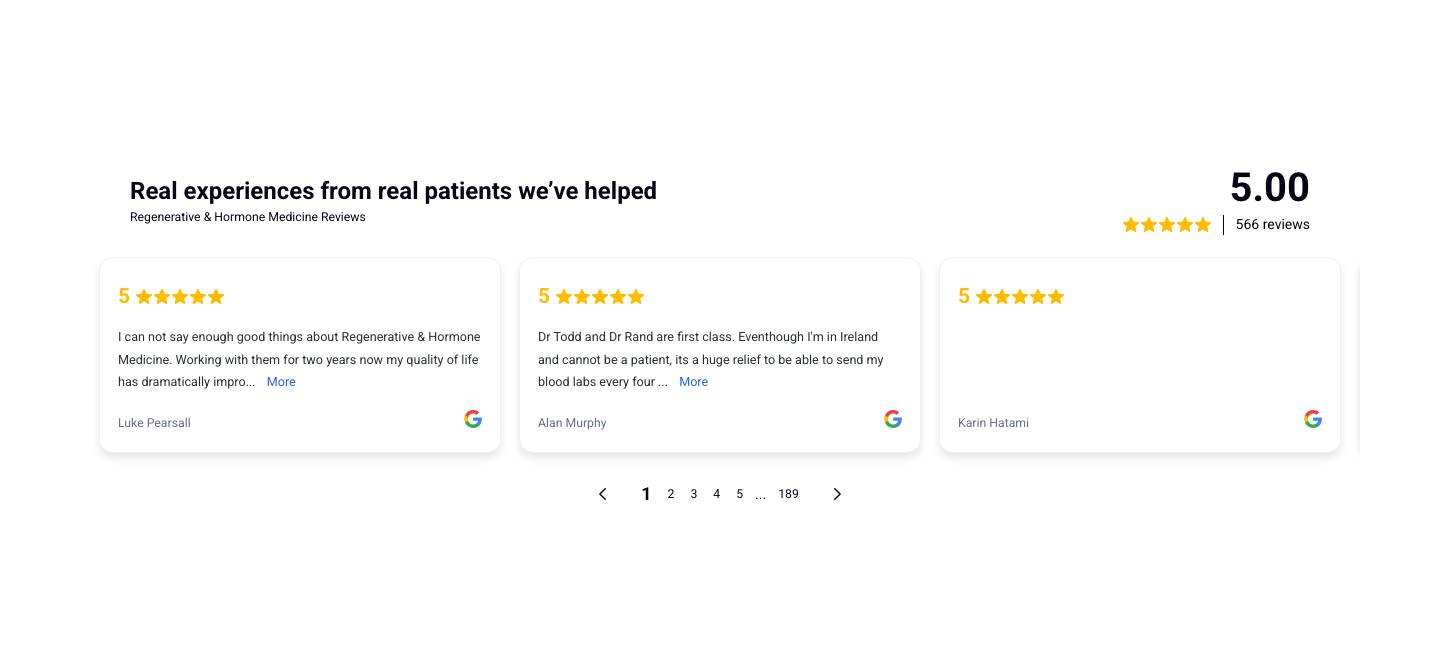 Real experiences from real patients we’ve helped
Regenerative & Hormone Medicine Reviews
5.00
566 reviews
5
I can not say enough good things about Regenerative & Hormone
Medicine. Working with them for two years now my quality of life
has dramatically impro... More
Luke Pearsall
5
Dr Todd and Dr Rand are first class. Eventhough I'm in Ireland
and cannot be a patient, its a huge relief to be able to send my
blood labs every four ... More
Alan Murphy
5
Karin Hatami
1 2 3 4 5 ... 189